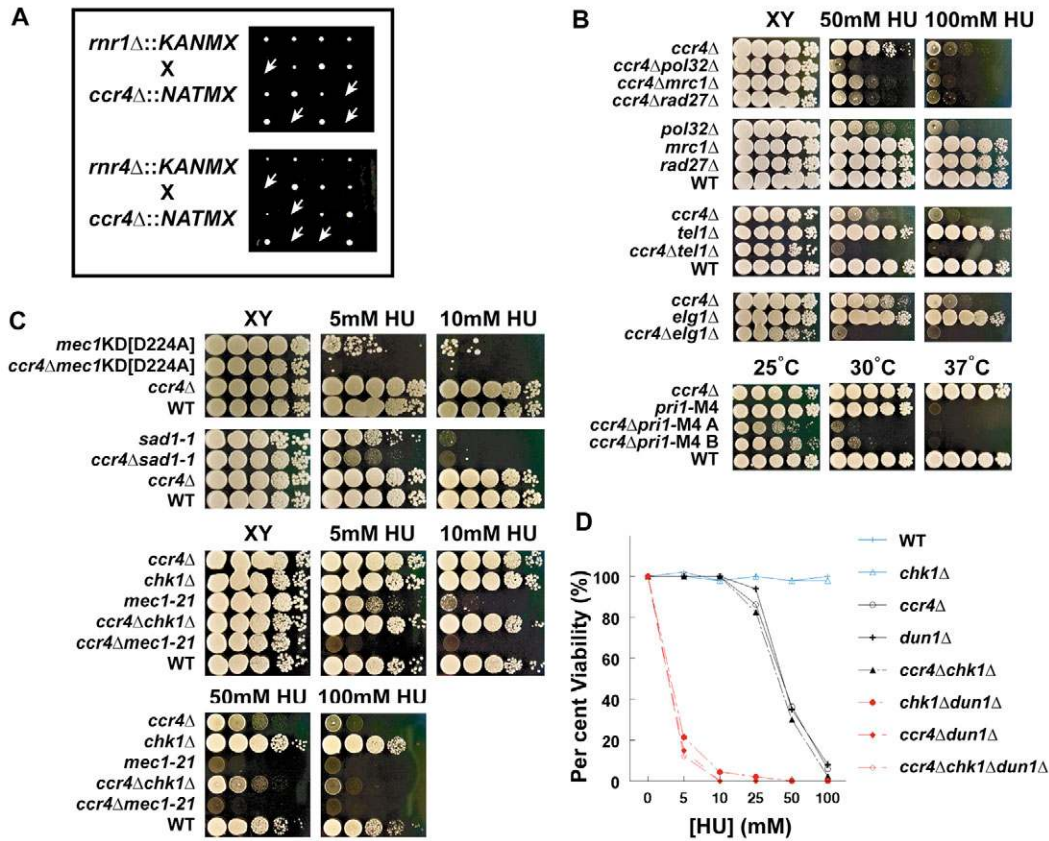 A
rnr1Δ::KANMX
X
ccr4Δ::NATMX
rnr4Δ::KANMX
X
ccr4Δ::NATMX
B
XY 50mM HU 100mM HU
ccr4Δ
ccr4Δpol32Δ
ccr4Δmrc1Δ
ccr4Δrad27Δ
pol32Δ
mrc1Δ
rad27Δ
WT
ccr4Δ
tel1Δ
ccr4Δtel1Δ
WT
ccr4Δ
elg1Δ
ccr4Δelg1Δ
25°C 30°C 37°C
ccr4Δ
pri1-M4
ccr4Δpri1-M4 A
ccr4Δpri1-M4 B
WT
C
XY 5mM HU 10mM HU
mec1KD[D224A]
ccr4Δmec1KD[D224A]
ccr4Δ
WT
sad1-1
ccr4Δsad1-1
ccr4Δ
WT
XY 5mM HU 10mM HU
ccr4Δ
chk1Δ
mec1-21
ccr4Δchk1Δ
ccr4Δmec1-21
WT
50mM HU 100mM HU
ccr4Δ
chk1Δ
mec1-21
ccr4Δchk1Δ
ccr4Δmec1-21
WT
D
Per cent Viability (%)
100
80
60
40
20
0
0 5 10 25 50 100
[HU] (mM)
WT
chk1Δ
ccr4Δ
dun1Δ
ccr4Δchk1Δ
chk1Δdun1Δ
ccr4Δdun1Δ
ccr4Δchk1Δdun1Δ